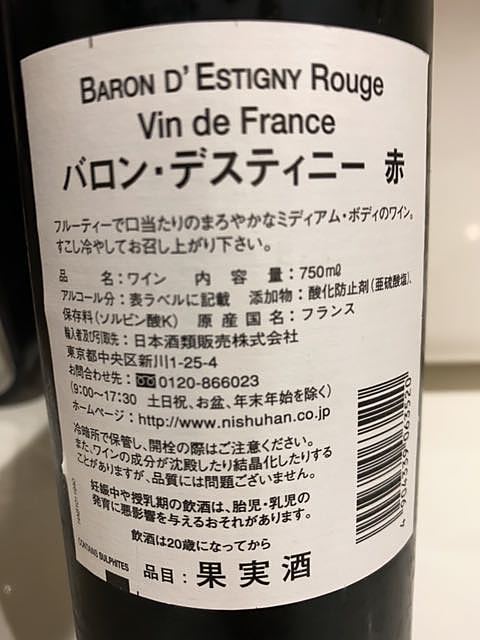 BARON D' ESTIGNY ROUGE
Vin de France
バロン・デスティニー 赤
フルーティーで口当たりのまろやかなミディアム・ボディのワイン。
すこし冷やしてお召し上がり下さい。
品 名：ワイン 内 容 量：750mℓ
アルコール分：表ラベルに記載 添加物：酸化防止剤（亜硫酸塩）、
保存料（ソルビン酸K） 原産国名：フランス
輸入者及び引取先：日本酒類販売株式会社
東京都中央区新川1-25-4
お問合わせ先：0120-866023
（9:00〜17:30 土日祝、お盆、年末年始を除く）
ホームページ：http://www.nishuhan.co.jp
冷暗所で保管し、開栓の際はご注意ください。
また、ワインの成分が沈殿したり結晶化したりする
ことがありますが、品質には問題ございません。
妊娠中や授乳期の飲酒は、胎児・乳児の
発育に悪影響を与えるおそれがあります。
飲酒は20歳になってから
CONTAINS SULPHITES
品目：果実酒
4 904339 063520